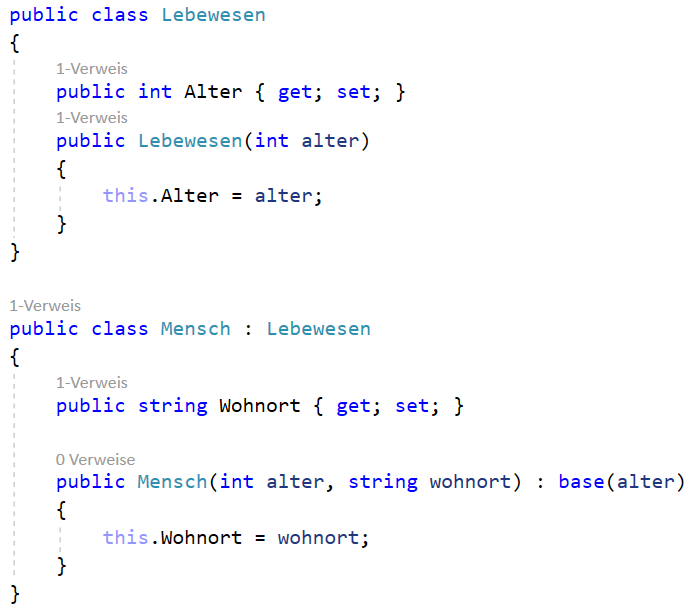 public class Lebewesen
{
1-Verweis
public int Alter { get; set; }
1-Verweis
public Lebewesen(int alter)
{
this.Alter = alter;
}
}
1-Verweis
public class Mensch : Lebewesen
{
1-Verweis
public string Wohnort { get; set; }
0 Verweise
public Mensch(int alter, string wohnort) : base(alter)
{
this.Wohnort = wohnort;
}
}